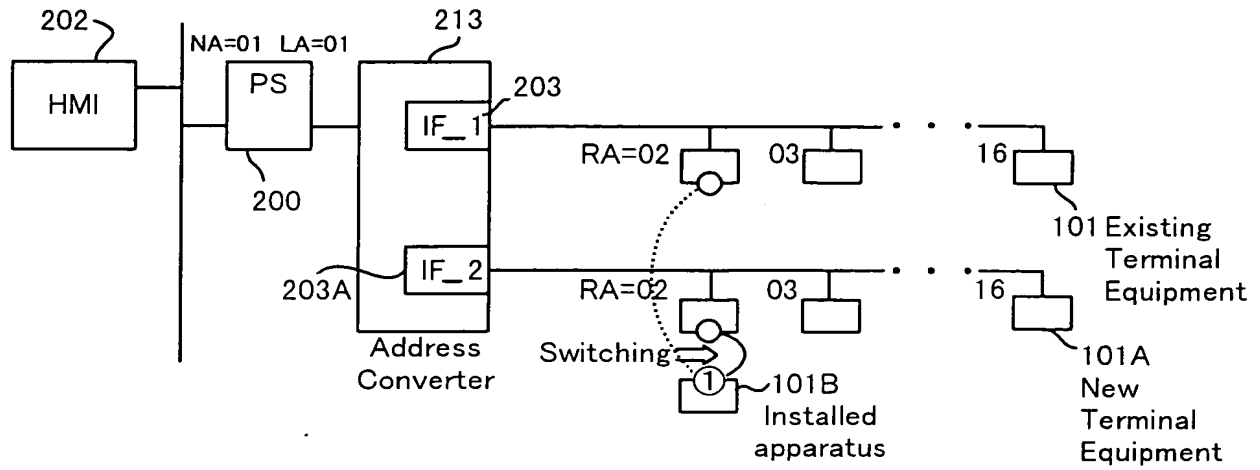 202
HMI
NA=01 LA=01
PS
200
213
203
IF_1
RA=02
03
16
101 Existing
Terminal
Equipment
IF_2
203A
RA=02
03
16
Address
Converter
Switching
1
101B
Installed
apparatus
101A
New
Terminal
Equipment